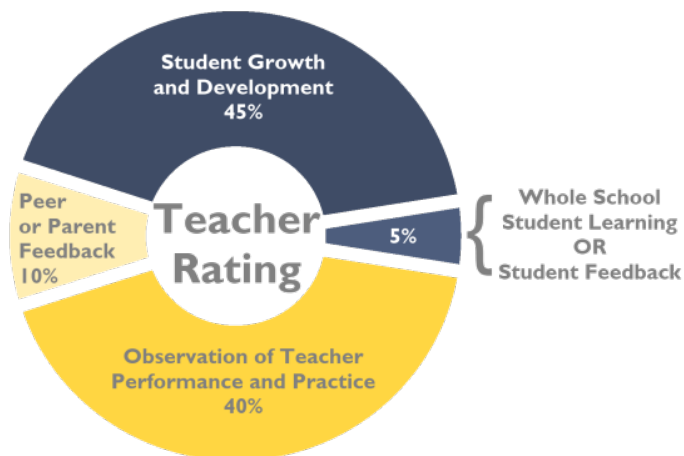 Student Growth
and Development
45%
Peer
or Parent
Feedback
10%
Teacher
Rating
5%
{
Whole School
Student Learning
OR
Student Feedback
Observation of Teacher
Performance and Practice
40%